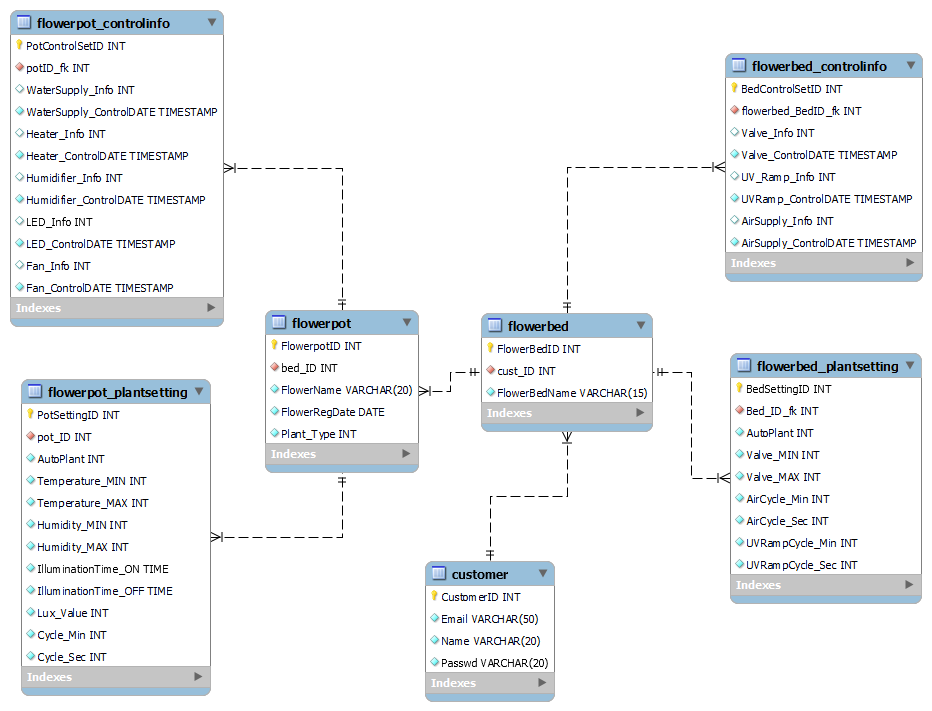 flowerpot_controlinfo
PotControlSetID INT
potID_fk INT
WaterSupply_Info INT
WaterSupply_ControlDATE TIMESTAMP
Heater_Info INT
Heater_ControlDATE TIMESTAMP
Humidifier_Info INT
Humidifier_ControlDATE TIMESTAMP
LED_Info INT
LED_ControlDATE TIMESTAMP
Fan_Info INT
Fan_ControlDATE TIMESTAMP
Indexes
flowerbed_controlinfo
BedControlSetID INT
flowerbed_BedID_fk INT
Valve_Info INT
Valve_ControlDATE TIMESTAMP
UV_Ramp_Info INT
UVRamp_ControlDATE TIMESTAMP
AirSupply_Info INT
AirSupply_ControlDATE TIMESTAMP
Indexes
flowerpot
FlowerpotID INT
bed_ID INT
FlowerName VARCHAR(20)
FlowerRegDate DATE
Plant_Type INT
Indexes
flowerbed
FlowerBedID INT
cust_ID INT
FlowerBedName VARCHAR(15)
Indexes
flowerpot_plantsetting
PotSettingID INT
pot_ID INT
AutoPlant INT
Temperature_MIN INT
Temperature_MAX INT
Humidity_MIN INT
Humidity_MAX INT
IlluminationTime_ON TIME
IlluminationTime_OFF TIME
Lux_Value INT
Cycle_Min INT
Cycle_Sec INT
Indexes
flowerbed_plantsetting
BedSettingID INT
Bed_ID_fk INT
AutoPlant INT
Valve_MIN INT
Valve_MAX INT
AirCycle_Min INT
AirCycle_Sec INT
UVRampCycle_Min INT
UVRampCycle_Sec INT
Indexes
customer
CustomerID INT
Email VARCHAR(50)
Name VARCHAR(20)
Passwd VARCHAR(20)
Indexes